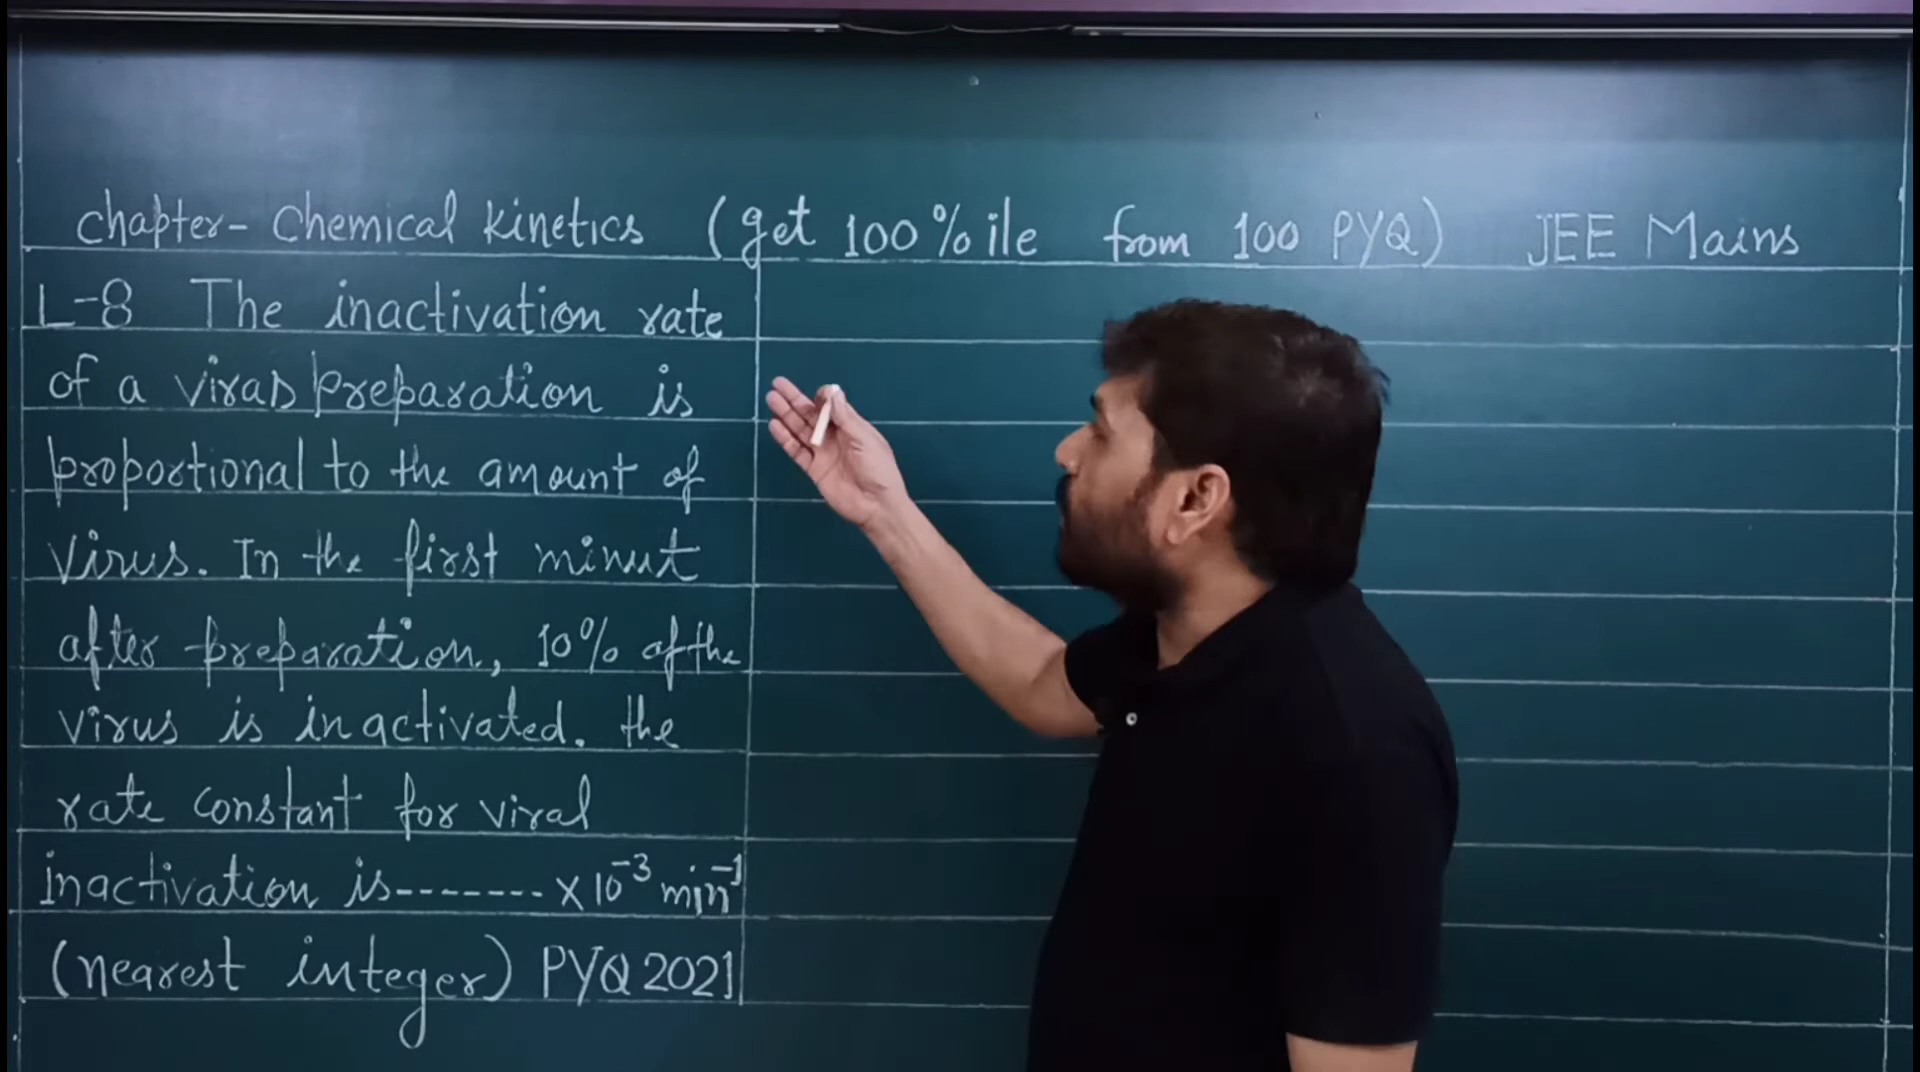 chapter- Chemical Kinetics (get 100%ile from 100 PYQ) JEE Mains
L-8 The inactivation rate
of a viras preparation is
proportional to the amount of
virus. In the first minut
after preparation, 10% of the
virus is inactivated. the
rate constant for viral
inactivation is------- x10⁻³ min⁻¹
(nearest integer) PYQ 2021